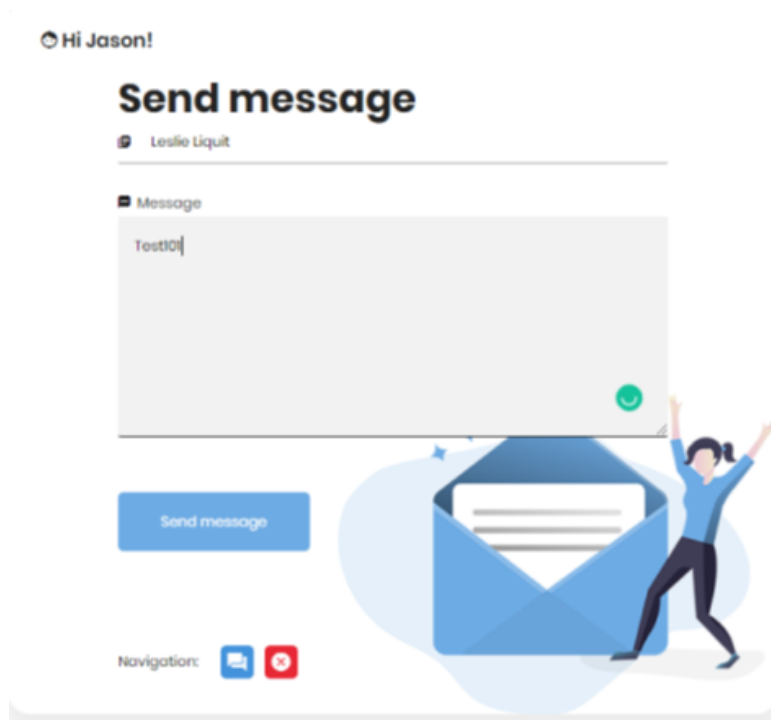 Hi Jason!
Send message
Leslie Liquit
Message
Test101
Send message
Navigation: